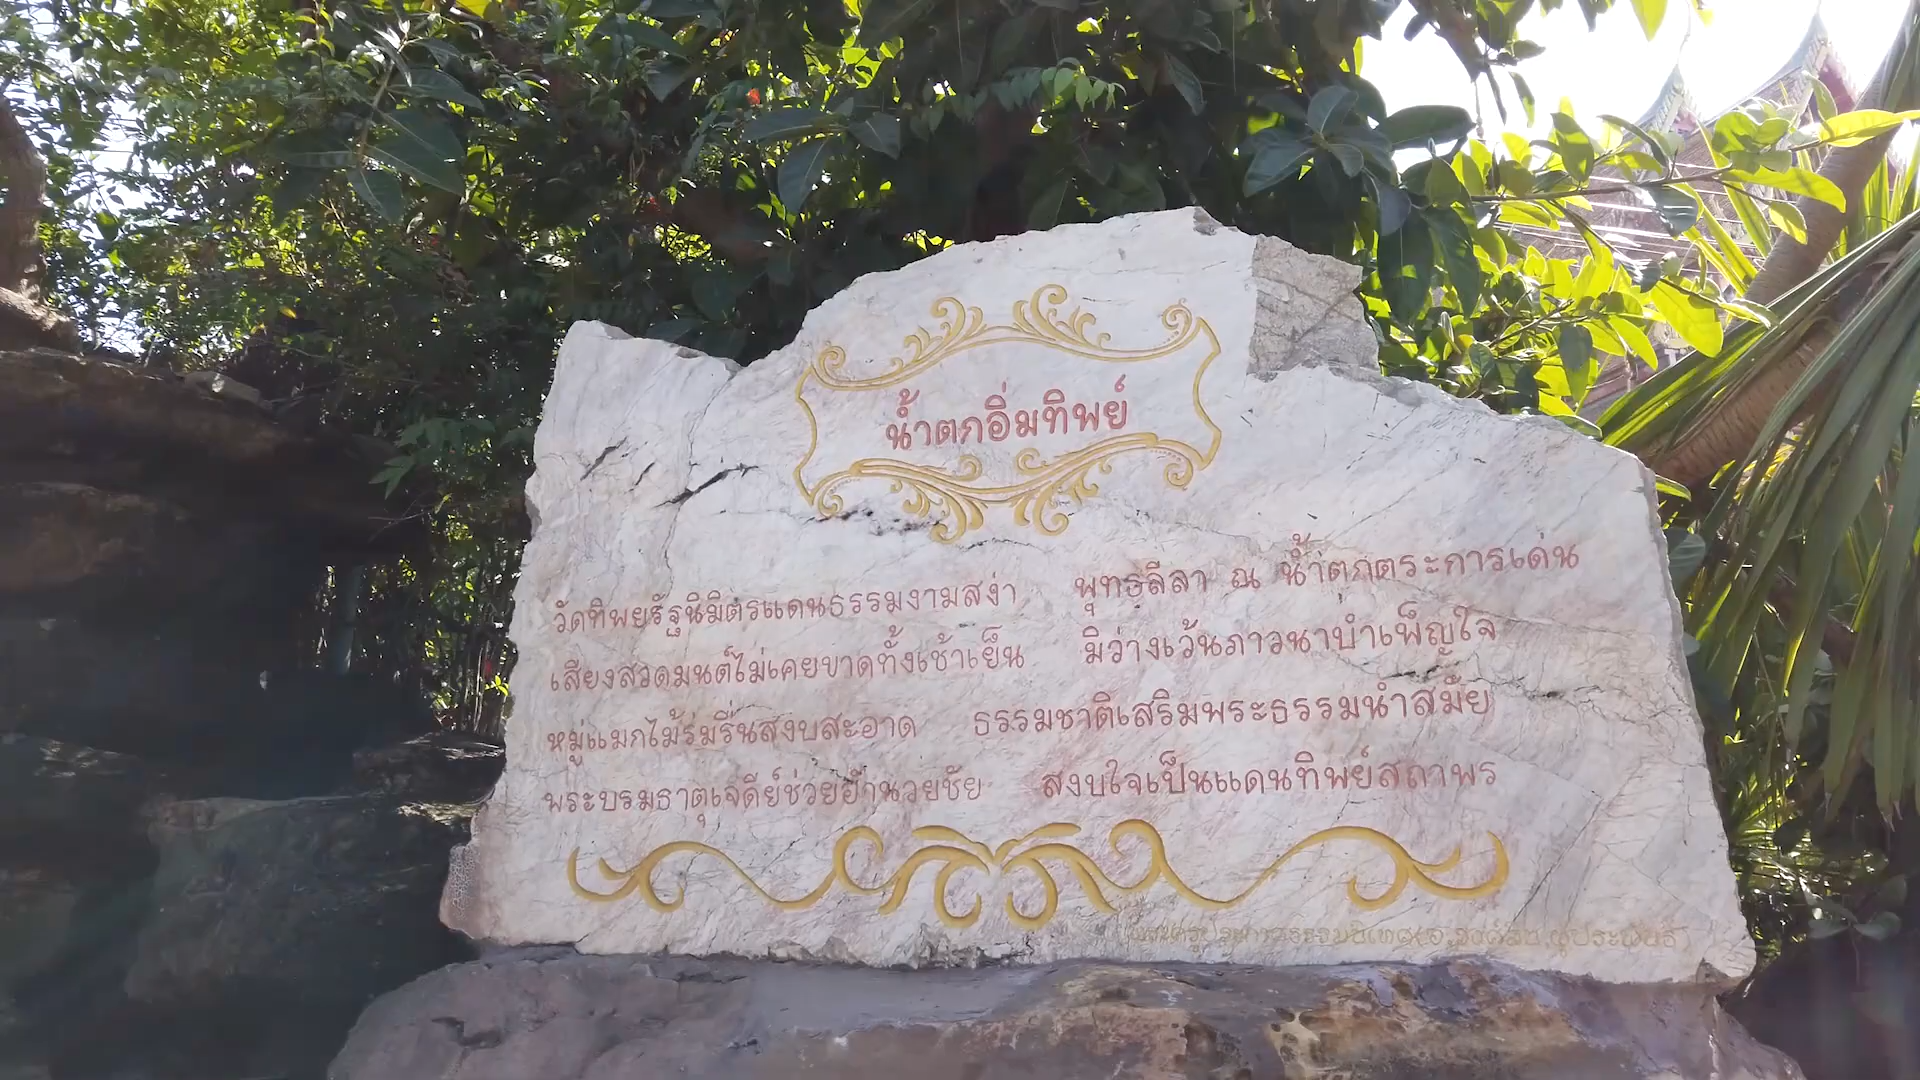 น้ำตกอิ่มทิพย์
วัดทิพยรัฐนิมิตรแดนธรรมงามสง่า พุทธลีลา ณ น้ำตกตระการเด่น
เสียงสวดมนต์ไม่เคยขาดทั้งเช้าเย็น มิว่างเว้นภาวนาบำเพ็ญใจ
หมู่แมกไม้ร่มรื่นสงบสะอาด ธรรมชาติเสริมพระธรรมนำสมัย
พระบรมธาตุเจดีย์ช่วยอำนวยชัย สงบใจเป็นแดนทิพย์สถาพร